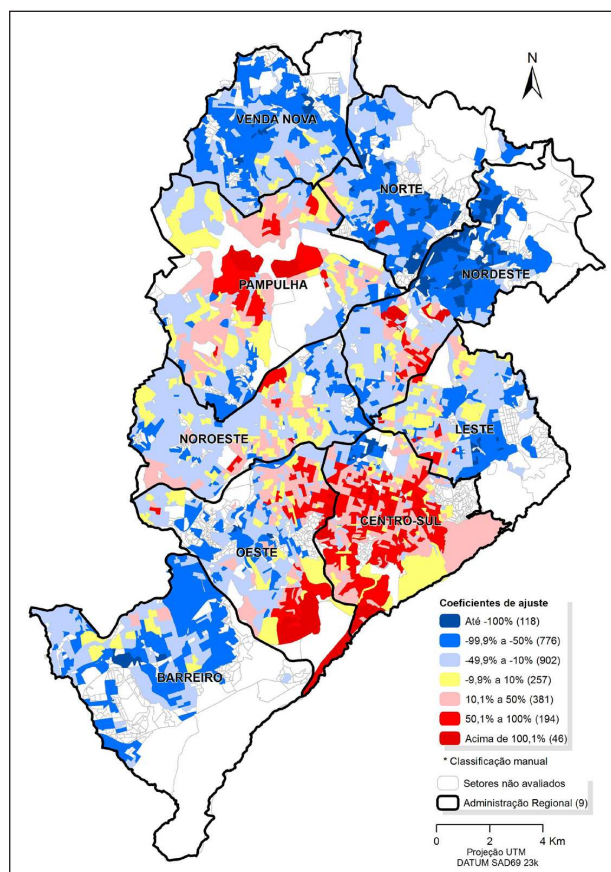 N
VENDA NOVA
NORTE
NORDESTE
PAMPULHA
NOROESTE
LESTE
CENTRO-SUL
OESTE
BARREIRO
Coeficientes de ajuste
Até -100% (118)
-99,9% a -50% (776)
-49,9% a -10% (902)
-9,9% a 10% (257)
10,1% a 50% (381)
50,1% a 100% (194)
Acima de 100,1% (46)
* Classificação manual
Setores não avaliados
Administração Regional (9)
0 2 4 Km
Projeção UTM
DATUM SAD69 23k